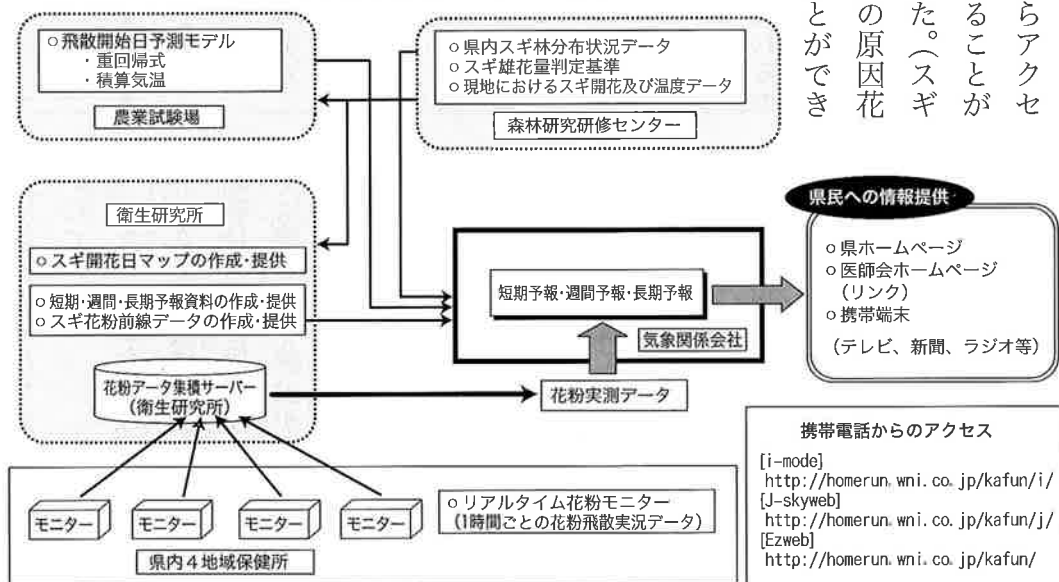 らアクセ
ることが
た。(スギ
の原因花
とができ
○飛散開始日予測モデル
・重回帰式
・積算気温
農業試験場
○県内スギ林分布状況データ
○スギ雄花量判定基準
○現地におけるスギ開花及び温度データ
森林研究研修センター
衛生研究所
○スギ開花日マップの作成・提供
○短期・週間・長期予報資料の作成・提供
○スギ花粉前線データの作成・提供
花粉データ集積サーバー
(衛生研究所)
短期予報・週間予報・長期予報
気象関係会社
花粉実測データ
県民への情報提供
○県ホームページ
○医師会ホームページ
(リンク)
○携帯端末
(テレビ、新聞、ラジオ等)
モニター
モニター
モニター
モニター
○リアルタイム花粉モニター
(1時間ごとの花粉飛散実況データ)
県内4地域保健所
携帯電話からのアクセス
[i-mode]
http://homerun.wni.co.jp/kafun/i/
[J-skyweb]
http://homerun.wni.co.jp/kafun/j/
[Ezweb]
http://homerun.wni.co.jp/kafun/